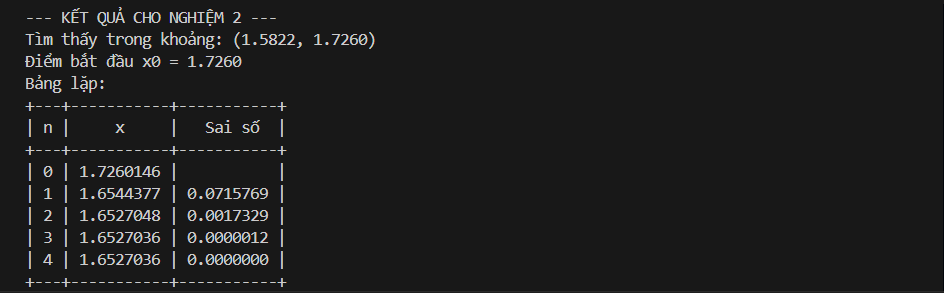 --- KẾT QUẢ CHO NGHIỆM 2 ---
Tìm thấy trong khoảng: (1.5822, 1.7260)
Điểm bắt đầu x0 = 1.7260
Bảng lặp:
+---+-----------+-----------+
| n |     x     |   Sai số  |
+---+-----------+-----------+
| 0 | 1.7260146 |           |
| 1 | 1.6544377 | 0.0715769 |
| 2 | 1.6527048 | 0.0017329 |
| 3 | 1.6527036 | 0.0000012 |
| 4 | 1.6527036 | 0.0000000 |
+---+-----------+-----------+